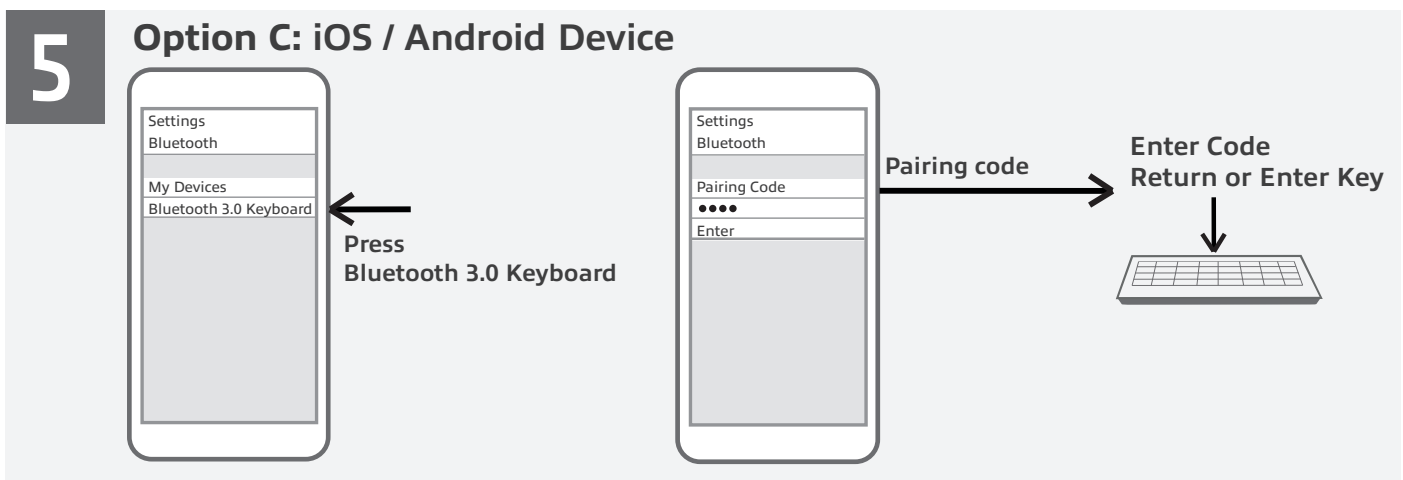 5
Option C: iOS / Android Device
Settings
Bluetooth
My Devices
Bluetooth 3.0 Keyboard
Press
Bluetooth 3.0 Keyboard
Settings
Bluetooth
Pairing Code
●●●●
Enter
Pairing code
Enter Code
Return or Enter Key